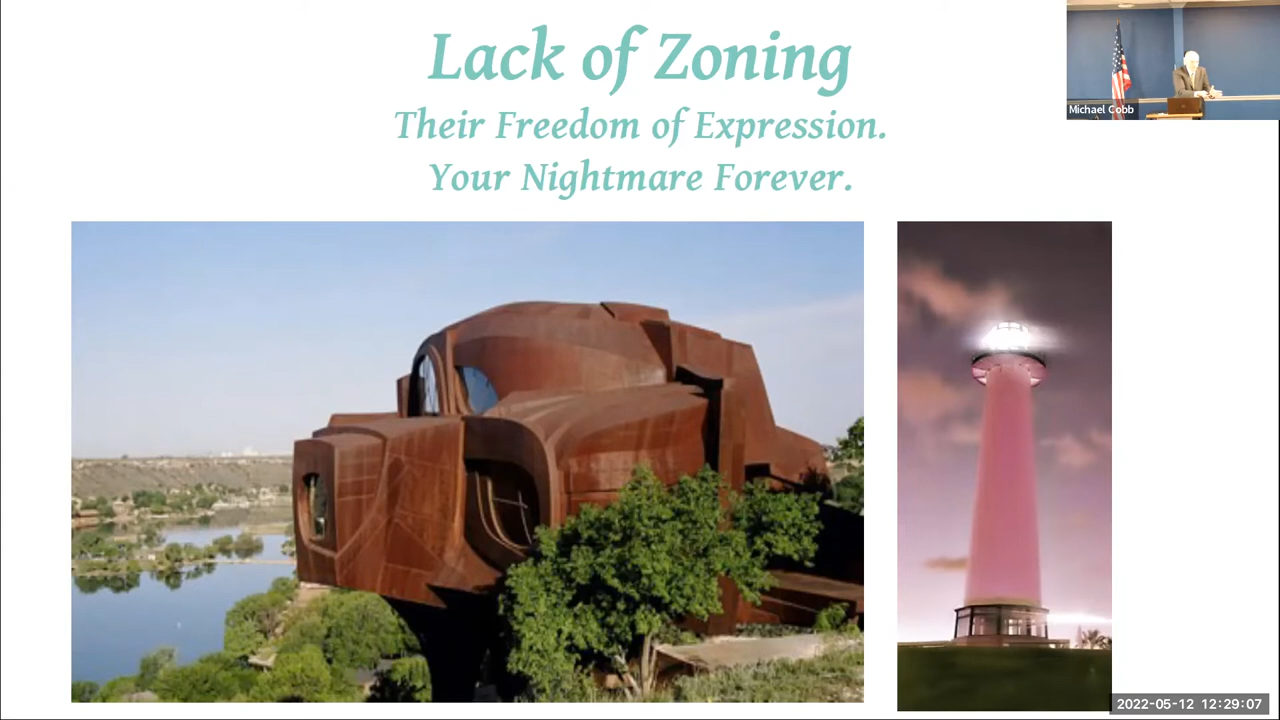 Lack of Zoning
Their Freedom of Expression.
Your Nightmare Forever.
Michael Cobb
2022-05-12 12:29:07